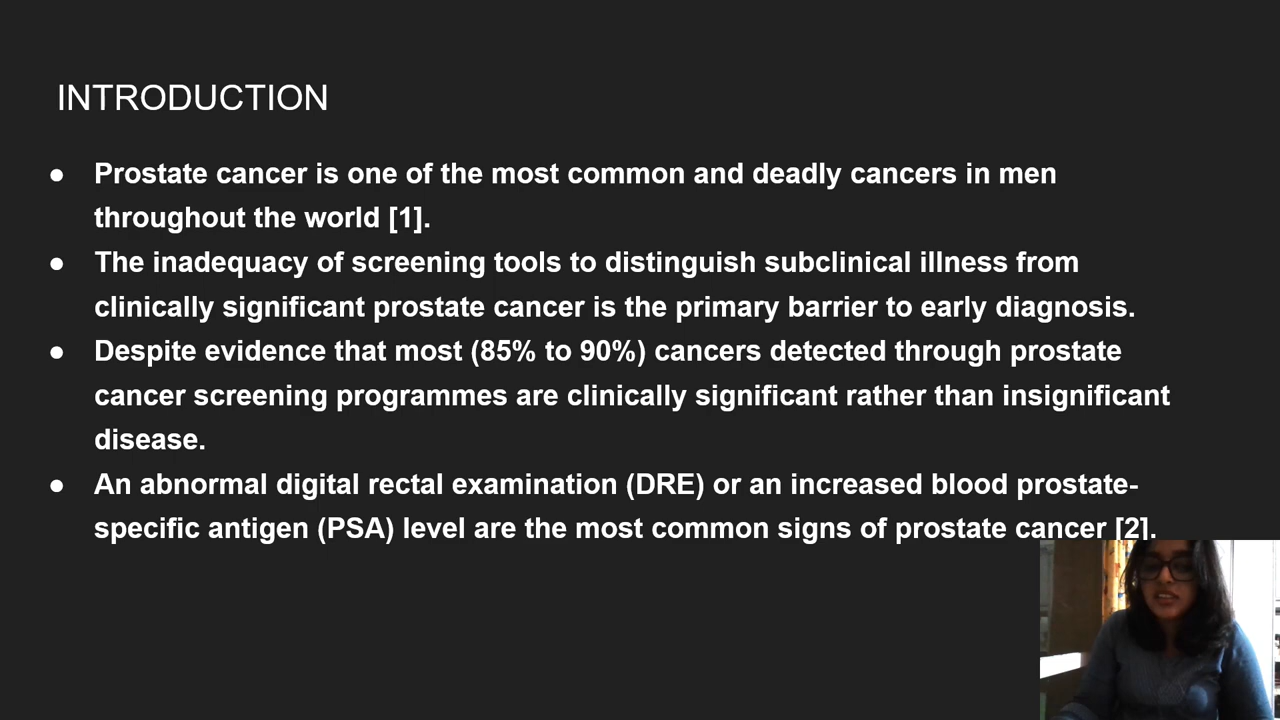 INTRODUCTION
● Prostate cancer is one of the most common and deadly cancers in men
throughout the world [1].
● The inadequacy of screening tools to distinguish subclinical illness from
clinically significant prostate cancer is the primary barrier to early diagnosis.
● Despite evidence that most (85% to 90%) cancers detected through prostate
cancer screening programmes are clinically significant rather than insignificant
disease.
● An abnormal digital rectal examination (DRE) or an increased blood prostate-
specific antigen (PSA) level are the most common signs of prostate cancer [2].